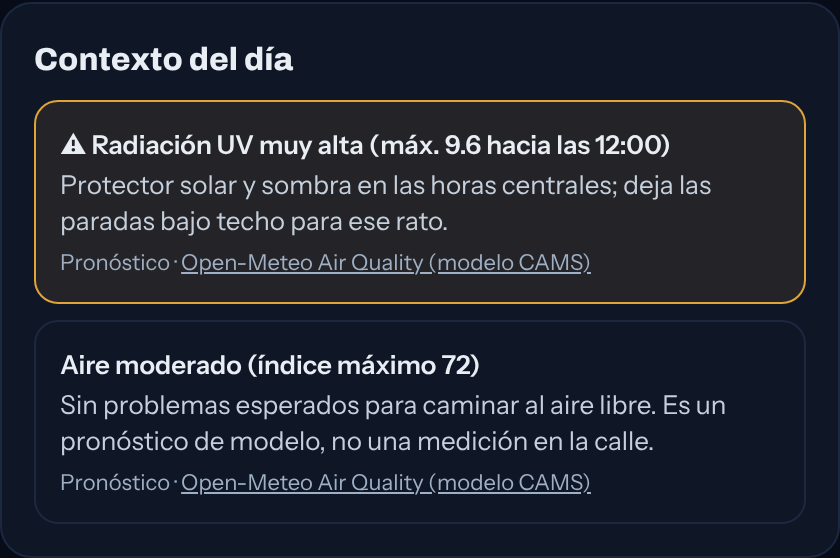 Contexto del día
⚠ Radiación UV muy alta (máx. 9.6 hacia las 12:00)
Protector solar y sombra en las horas centrales; deja las
paradas bajo techo para ese rato.
Pronóstico · Open-Meteo Air Quality (modelo CAMS)
Aire moderado (índice máximo 72)
Sin problemas esperados para caminar al aire libre. Es un
pronóstico de modelo, no una medición en la calle.
Pronóstico · Open-Meteo Air Quality (modelo CAMS)